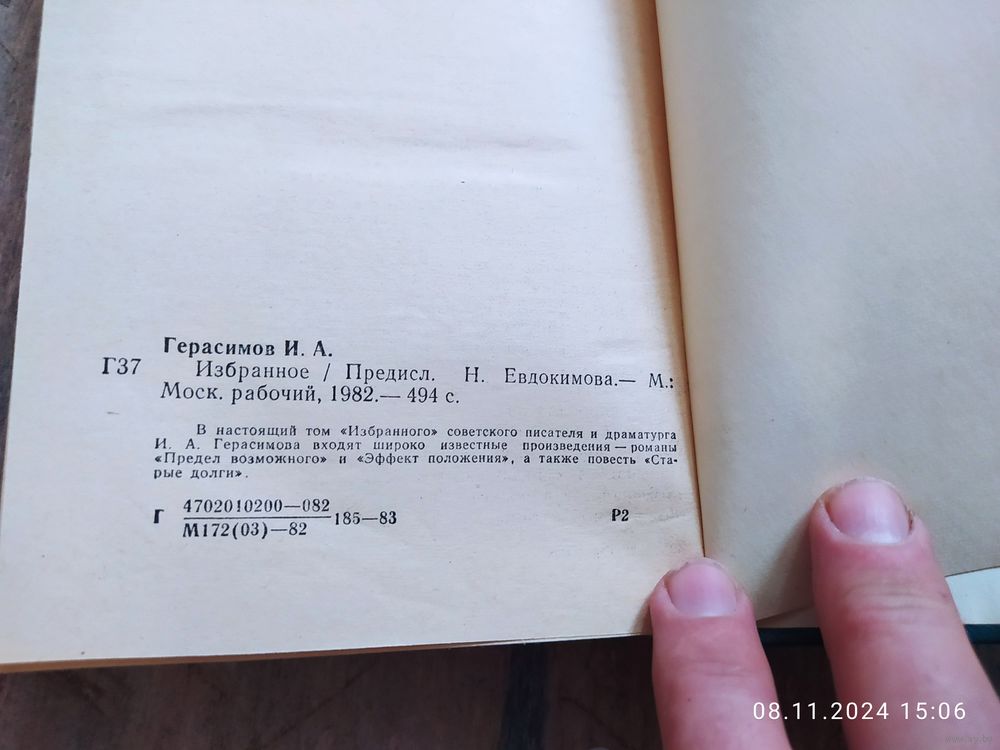 Герасимов И. А.
Г37
Избранное / Предисл. Н. Евдокимова.— М.:
Моск. рабочий, 1982.— 494 с.
В настоящий том «Избранного» советского писателя и драматурга
И. А. Герасимова входят широко известные произведения — романы
«Предел возможного» и «Эффект положения», а также повесть «Ста-
рые долги».
Г 4702010200—082
М172(03)—82 185—83 Р2
08.11.2024 15:06